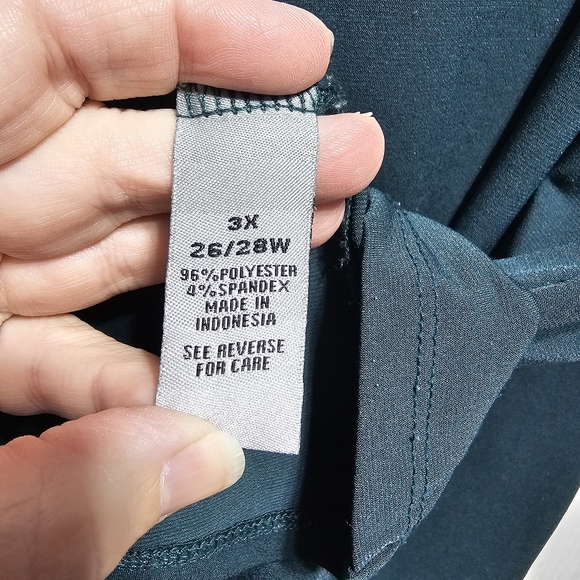 3X
26/28W
96%POLYESTER
4%SPANDEX
MADE IN
INDONESIA
SEE REVERSE
FOR CARE